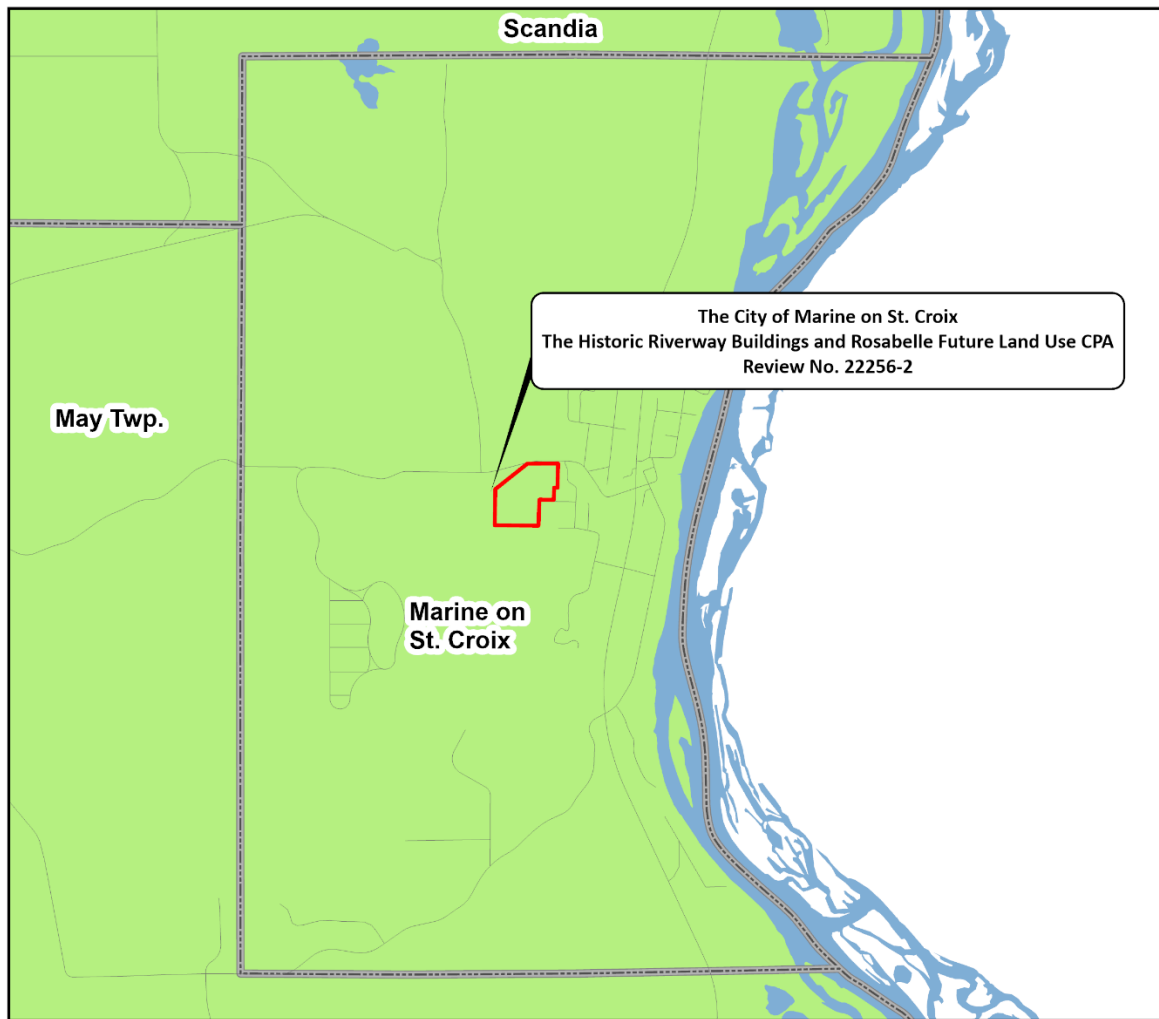 Scandia
The City of Marine on St. Croix
The Historic Riverway Buildings and Rosabelle Future Land Use CPA
Review No. 22256-2
May Twp.
Marine on
St. Croix